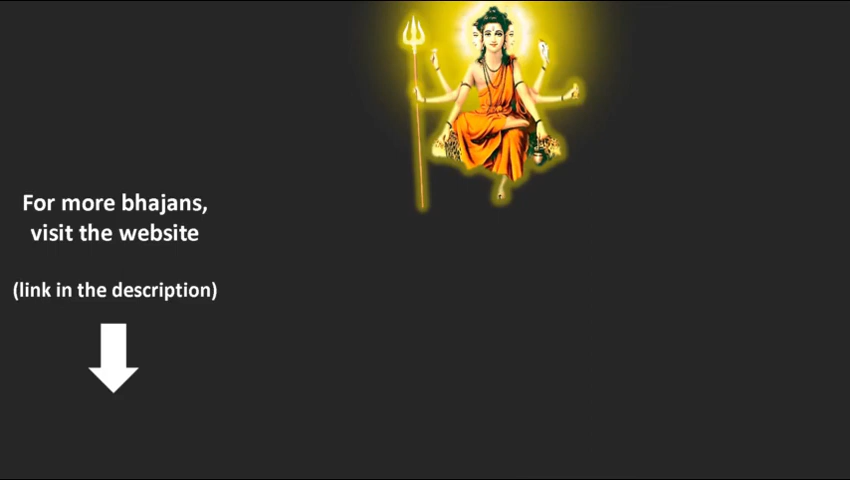 For more bhajans,
visit the website
(link in the description)